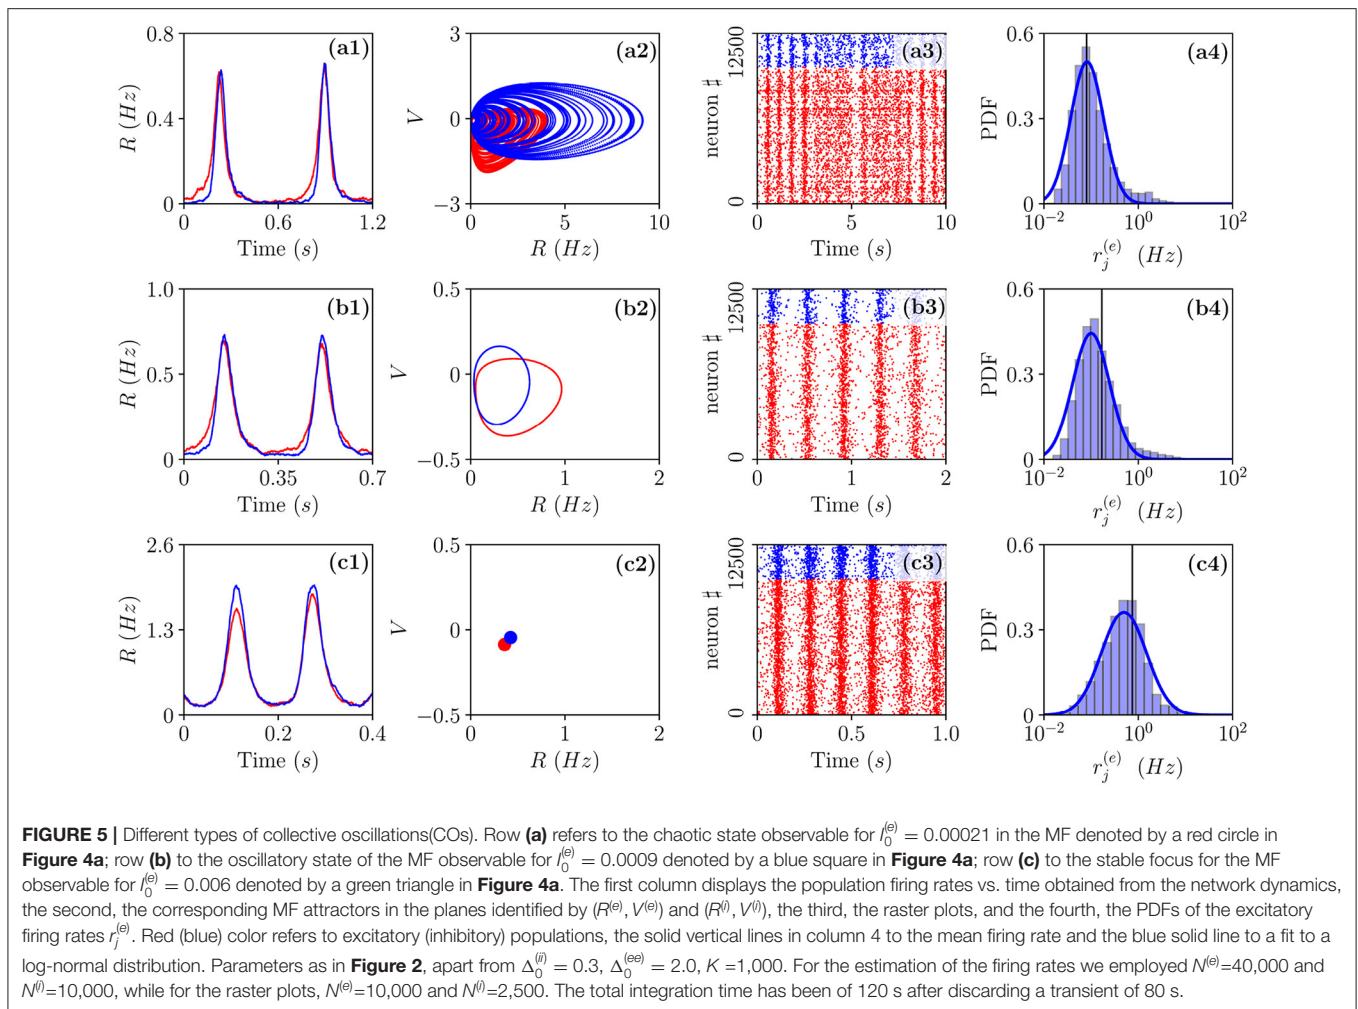 (a1)
0.8
0.4
0
R (Hz)
0
0.6
1.2
Time (s)
(a2)
3
0
−3
V
0
5
10
R (Hz)
(a3)
12500
0
neuron ♯
0
5
10
Time (s)
(a4)
0.6
0.3
0
PDF
10⁻²
10⁰
10²
r_j^(e) (Hz)
(b1)
1.0
0.5
0
R (Hz)
0
0.35
0.7
Time (s)
(b2)
0.5
0
−0.5
V
0
1
2
R (Hz)
(b3)
12500
0
neuron ♯
0
1
2
Time (s)
(b4)
0.6
0.3
0
PDF
10⁻²
10⁰
10²
r_j^(e) (Hz)
(c1)
2.6
1.3
0
R (Hz)
0
0.2
0.4
Time (s)
(c2)
0.5
0
−0.5
V
0
1
2
R (Hz)
(c3)
12500
0
neuron ♯
0
0.5
1.0
Time (s)
(c4)
0.6
0.3
0
PDF
10⁻²
10⁰
10²
r_j^(e) (Hz)
FIGURE 5 | Different types of collective oscillations(COs). Row (a) refers to the chaotic state observable for I_0^(e) = 0.00021 in the MF denoted by a red circle in
Figure 4a; row (b) to the oscillatory state of the MF observable for I_0^(e) = 0.0009 denoted by a blue square in Figure 4a; row (c) to the stable focus for the MF
observable for I_0^(e) = 0.006 denoted by a green triangle in Figure 4a. The first column displays the population firing rates vs. time obtained from the network dynamics,
the second, the corresponding MF attractors in the planes identified by (R^(e), V^(e)) and (R^(i), V^(i)), the third, the raster plots, and the fourth, the PDFs of the excitatory
firing rates r_j^(e). Red (blue) color refers to excitatory (inhibitory) populations, the solid vertical lines in column 4 to the mean firing rate and the blue solid line to a fit to a
log-normal distribution. Parameters as in Figure 2, apart from Δ_0^(ii) = 0.3, Δ_0^(ee) = 2.0, K =1,000. For the estimation of the firing rates we employed N^(e)=40,000 and
N^(i)=10,000, while for the raster plots, N^(e)=10,000 and N^(i)=2,500. The total integration time has been of 120 s after discarding a transient of 80 s.